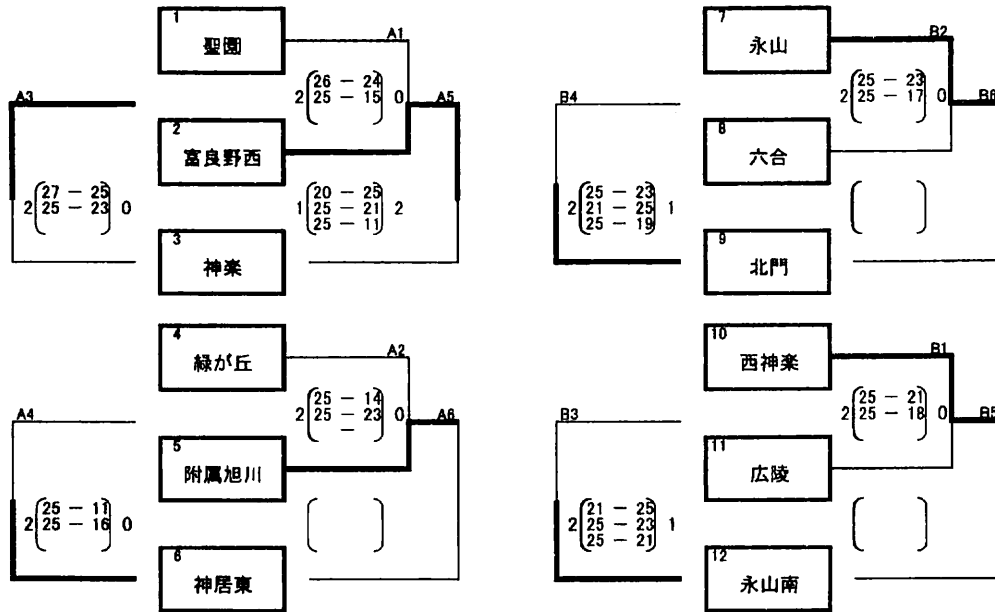 1
聖園
A1
2 26 － 24 0
25 － 15
A3
A5
2
富良野西
2 27 － 25 0
25 － 23
1 20 － 25 2
25 － 21
25 － 11
3
神楽
4
緑が丘
A2
2 25 － 14 0
25 － 23
－
A4
A6
5
附属旭川
2 25 － 11 0
25 － 16
6
神居東
7
永山
B2
2 25 － 23 0
25 － 17
B4
B6
8
六合
2 25 － 23 1
21 － 25
25 － 19
9
北門
10
西神楽
B1
2 25 － 21 0
25 － 18
B3
B5
11
広陵
2 21 － 25 1
25 － 23
25 － 21
12
永山南